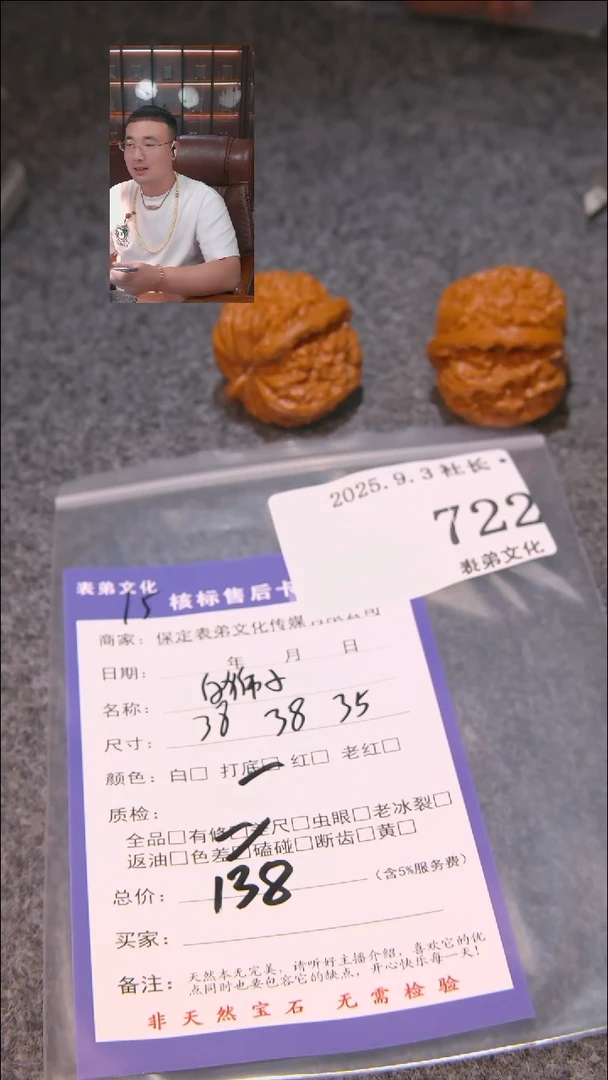 2025.9.3 社长
722
表弟文化
表弟文化
15 核标售后卡
商家：保定表弟文化传媒有限公司
日期： 年 月 日
名称：白狮子
尺寸：38 38 35
颜色：白□ 打底□ 红□ 老红□
质检：
全品□有修□ 尺□虫眼□老冰裂□
返油□色差□磕碰□断齿□黄□
总价：138（含5%服务费）
买家：
备注：天然本无完美，请听好主播介绍，喜欢它的优
点同时也要包容它的缺点，开心快乐每一天！
非天然宝石 无需检验